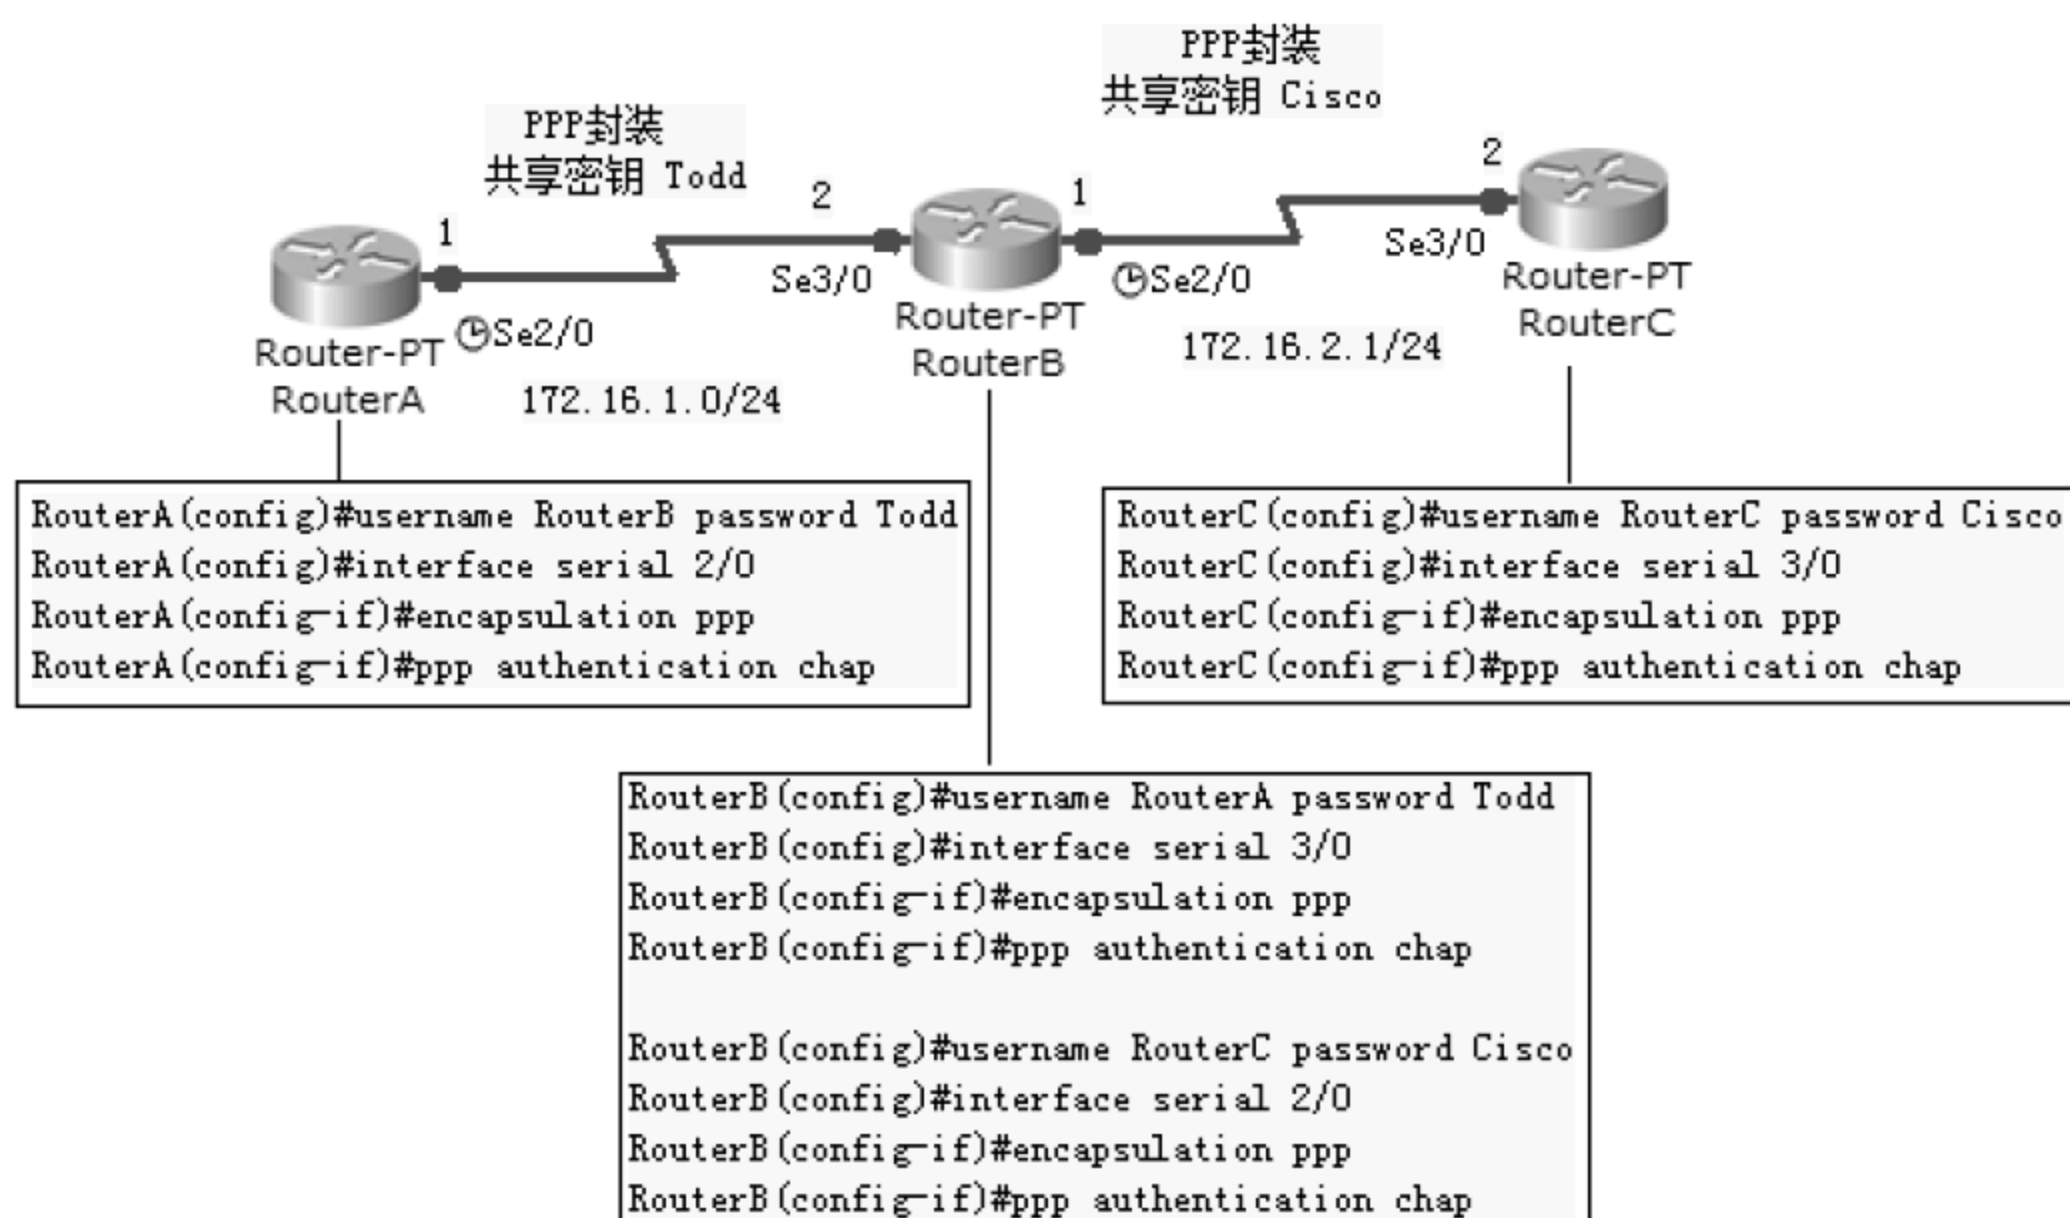 PPP封装
共享密钥 Cisco
PPP封装
共享密钥 Todd
1
2
1
2
Se2/0
Se3/0
Se2/0
Se3/0
Router-PT
RouterA
Router-PT
RouterB
Router-PT
RouterC
172.16.1.0/24
172.16.2.1/24
RouterA(config)#username RouterB password Todd
RouterA(config)#interface serial 2/0
RouterA(config-if)#encapsulation ppp
RouterA(config-if)#ppp authentication chap
RouterC(config)#username RouterC password Cisco
RouterC(config)#interface serial 3/0
RouterC(config-if)#encapsulation ppp
RouterC(config-if)#ppp authentication chap
RouterB(config)#username RouterA password Todd
RouterB(config)#interface serial 3/0
RouterB(config-if)#encapsulation ppp
RouterB(config-if)#ppp authentication chap
RouterB(config)#username RouterC password Cisco
RouterB(config)#interface serial 2/0
RouterB(config-if)#encapsulation ppp
RouterB(config-if)#ppp authentication chap